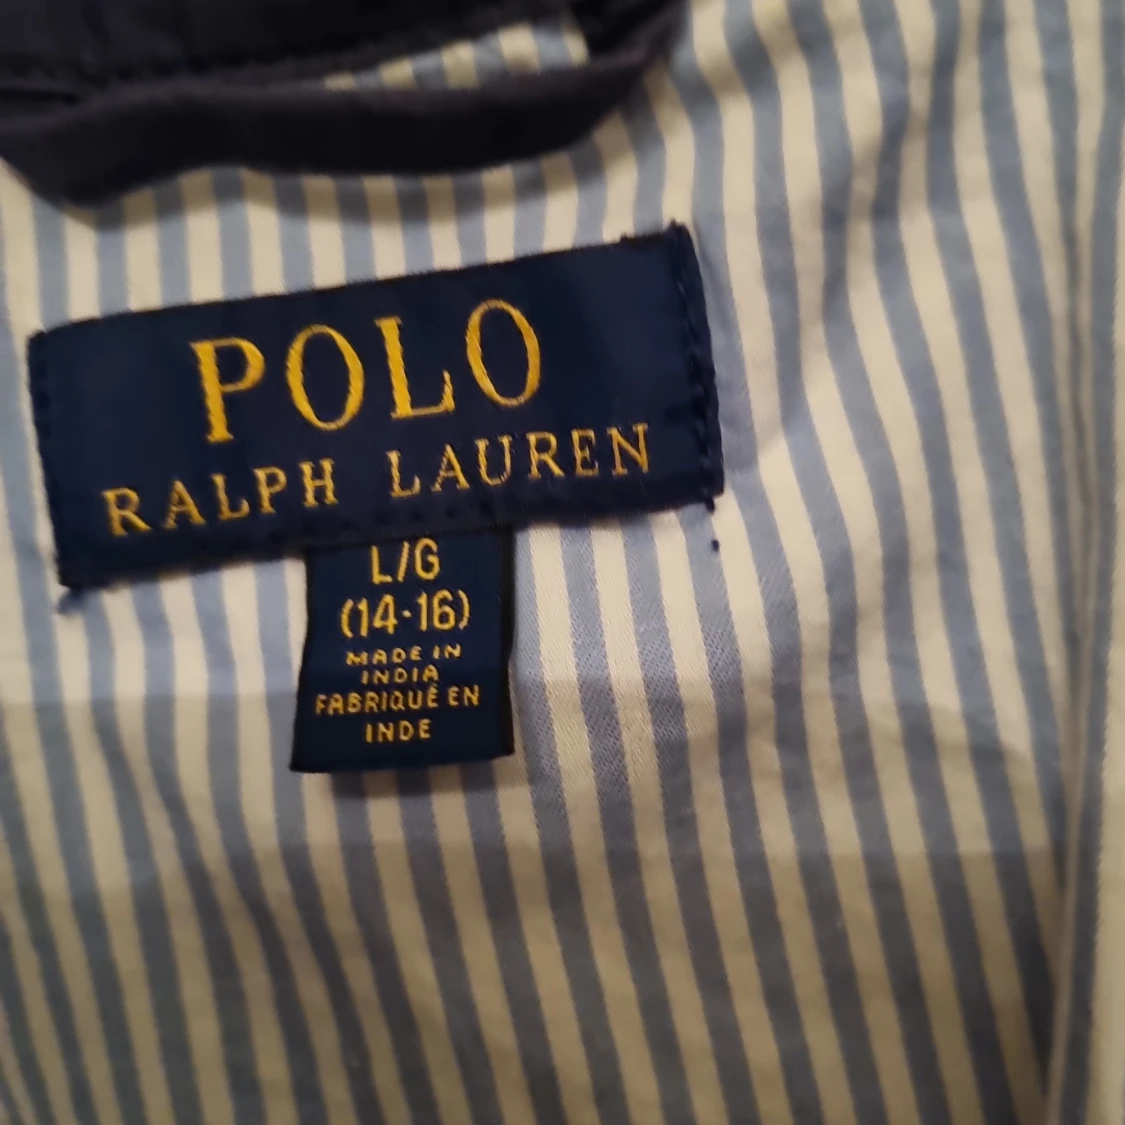 POLO
RALPH LAUREN
L/G
(14-16)
MADE IN
INDIA
FABRIQUÉ EN
INDE